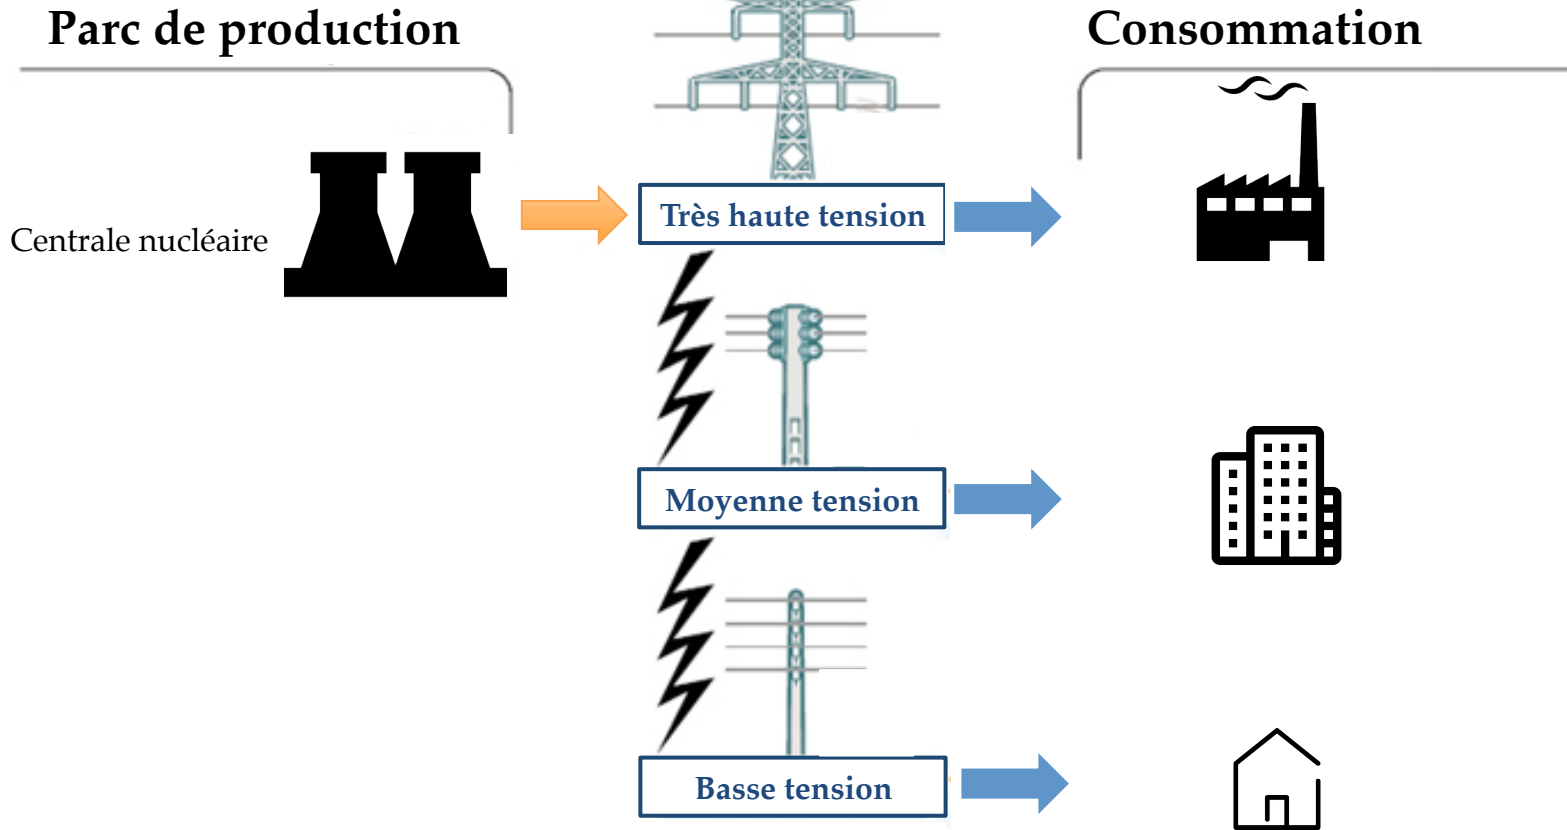 Parc de production
Consommation
Centrale nucléaire
Très haute tension
Moyenne tension
Basse tension